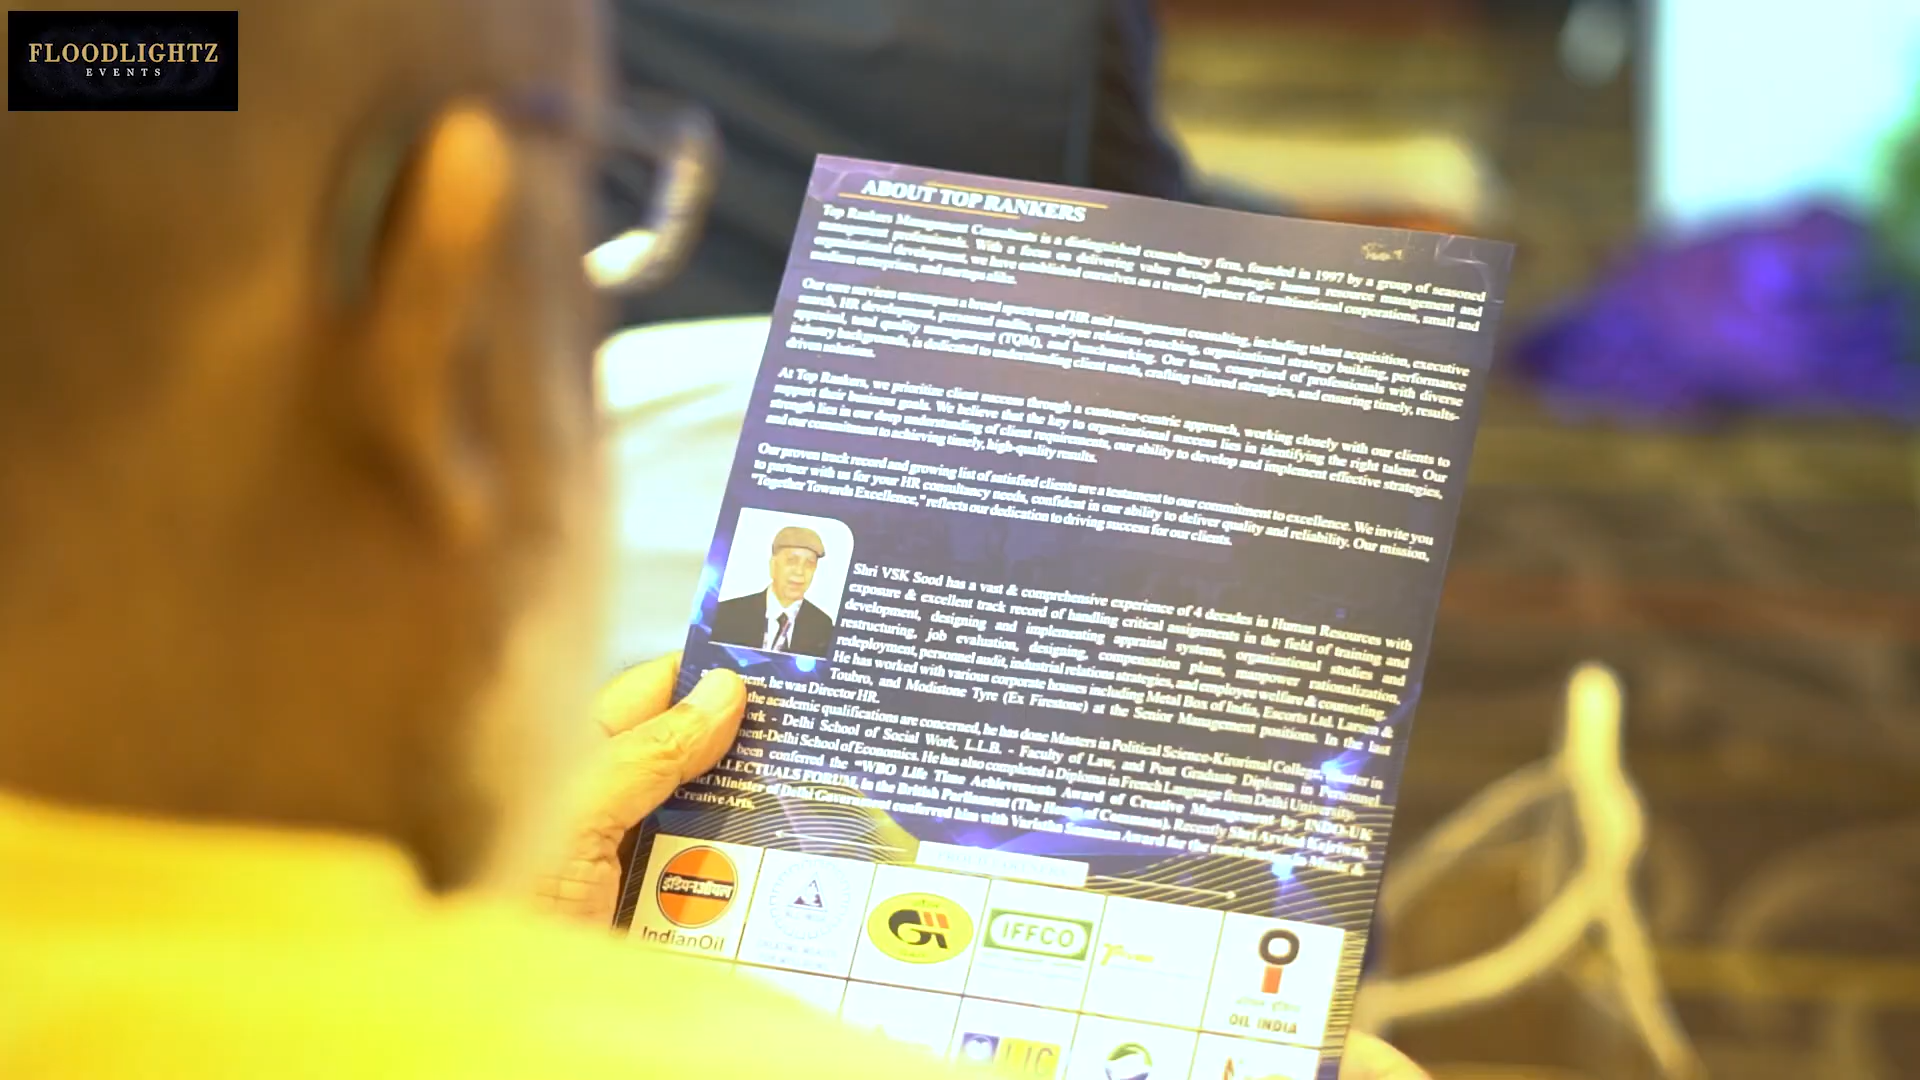 FLOODLIGHTZ
EVENTS
ABOUT TOP RANKERS
Top Rankers Management Consultants is a distinguished consultancy firm, founded in 1997 by a group of seasoned
management professionals. With a focus on delivering value through strategic human resource management and
organizational development, we have established ourselves as a trusted partner for multinational corporations, small and
medium enterprises, and startups alike.
Our core services encompass a broad spectrum of HR and management consulting, including talent acquisition, executive
search, HR development, personnel audits, employee relations coaching, organizational strategy building, performance
appraisal, total quality management (TQM), and benchmarking. Our team, comprised of professionals with diverse
industry backgrounds, is dedicated to understanding client needs, crafting tailored strategies, and ensuring timely, results-
driven solutions.
At Top Rankers, we prioritize client success through a customer-centric approach, working closely with our clients to
support their business goals. We believe that the key to organizational success lies in identifying the right talent. Our
strength lies in our deep understanding of client requirements, our ability to develop and implement effective strategies,
and our commitment to achieving timely, high-quality results.
Our proven track record and growing list of satisfied clients are a testament to our commitment to excellence. We invite you
to partner with us for your HR consultancy needs, confident in our ability to deliver quality and reliability. Our mission,
"Together Towards Excellence," reflects our dedication to driving success for our clients.
Shri VSK Sood has a vast & comprehensive experience of 4 decades in Human Resources with
exposure & excellent track record of handling critical assignments in the field of training and
development, designing and implementing appraisal systems, organizational studies and
restructuring, job evaluation, designing, compensation plans, manpower rationalization,
redeployment, personnel audit, industrial relations strategies, and employee welfare & counseling.
He has worked with various corporate houses including Metal Box of India, Escorts Ltd. Larsen &
Toubro, and Modistone Tyre (Ex Firestone) at the Senior Management positions. In the last
he was Director HR.
the academic qualifications are concerned, he has done Masters in Political Science-Kirorimal College, Master in
ork - Delhi School of Social Work, L.L.B. - Faculty of Law, and Post Graduate Diploma in Personnel
ment-Delhi School of Economics. He has also completed a Diploma in French Language from Delhi University.
been conferred the "WBO Life Time Achievements Award of Creative Management by INDO-UK
LLECTUALS FORUM, in the British Parliament (The House of Commons). Recently Shri Arvind Kejriwal,
ief Minister of Delhi Government conferred him with Varistha Samman Award for the contribution in Music &
Creative Arts.
इंडियनऑयल
IndianOil
IFFCO
OIL INDIA
LIC